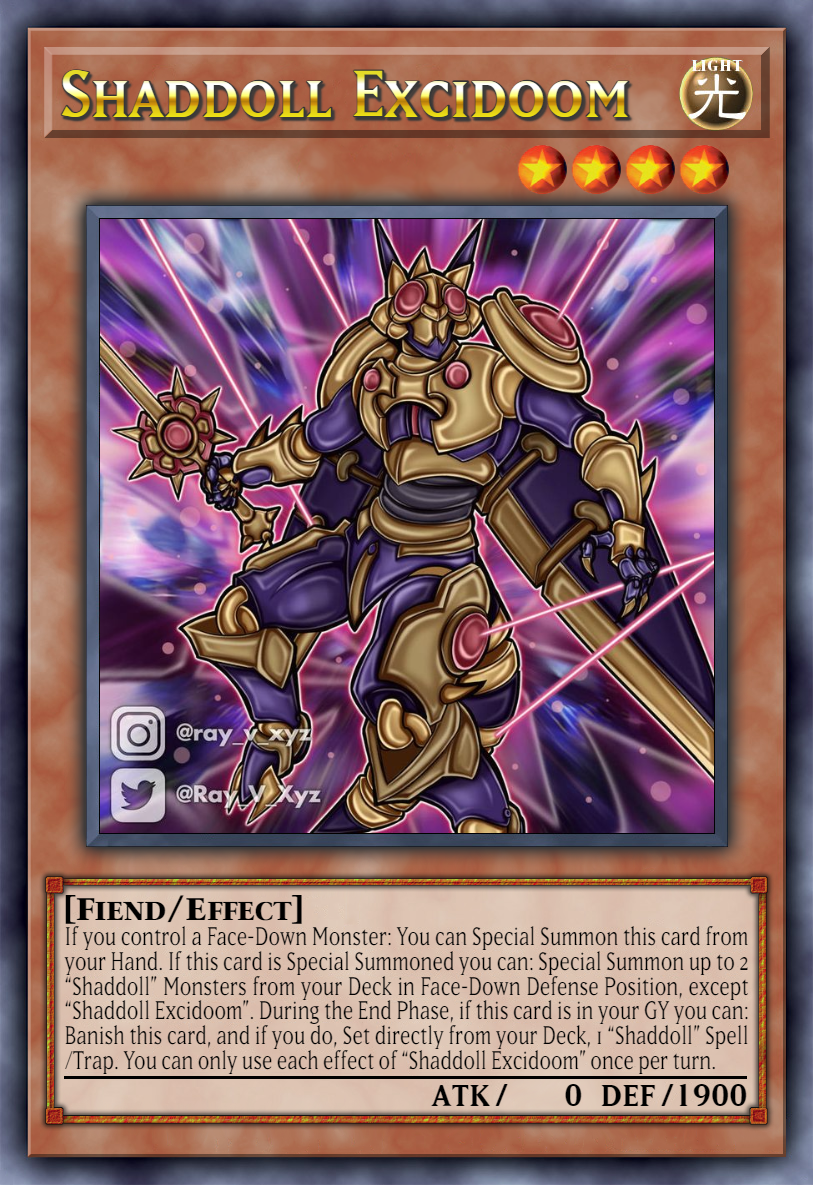 SHADDOLL EXCIDOOM
LIGHT
光
@ray_v_xyz
@Ray_V_Xyz
[FIEND/EFFECT]
If you control a Face-Down Monster: You can Special Summon this card from
your Hand. If this card is Special Summoned you can: Special Summon up to 2
“Shaddoll” Monsters from your Deck in Face-Down Defense Position, except
“Shaddoll Excidoom”. During the End Phase, if this card is in your GY you can:
Banish this card, and if you do, Set directly from your Deck, 1 “Shaddoll” Spell
/Trap. You can only use each effect of “Shaddoll Excidoom” once per turn.
ATK/ 0 DEF/1900